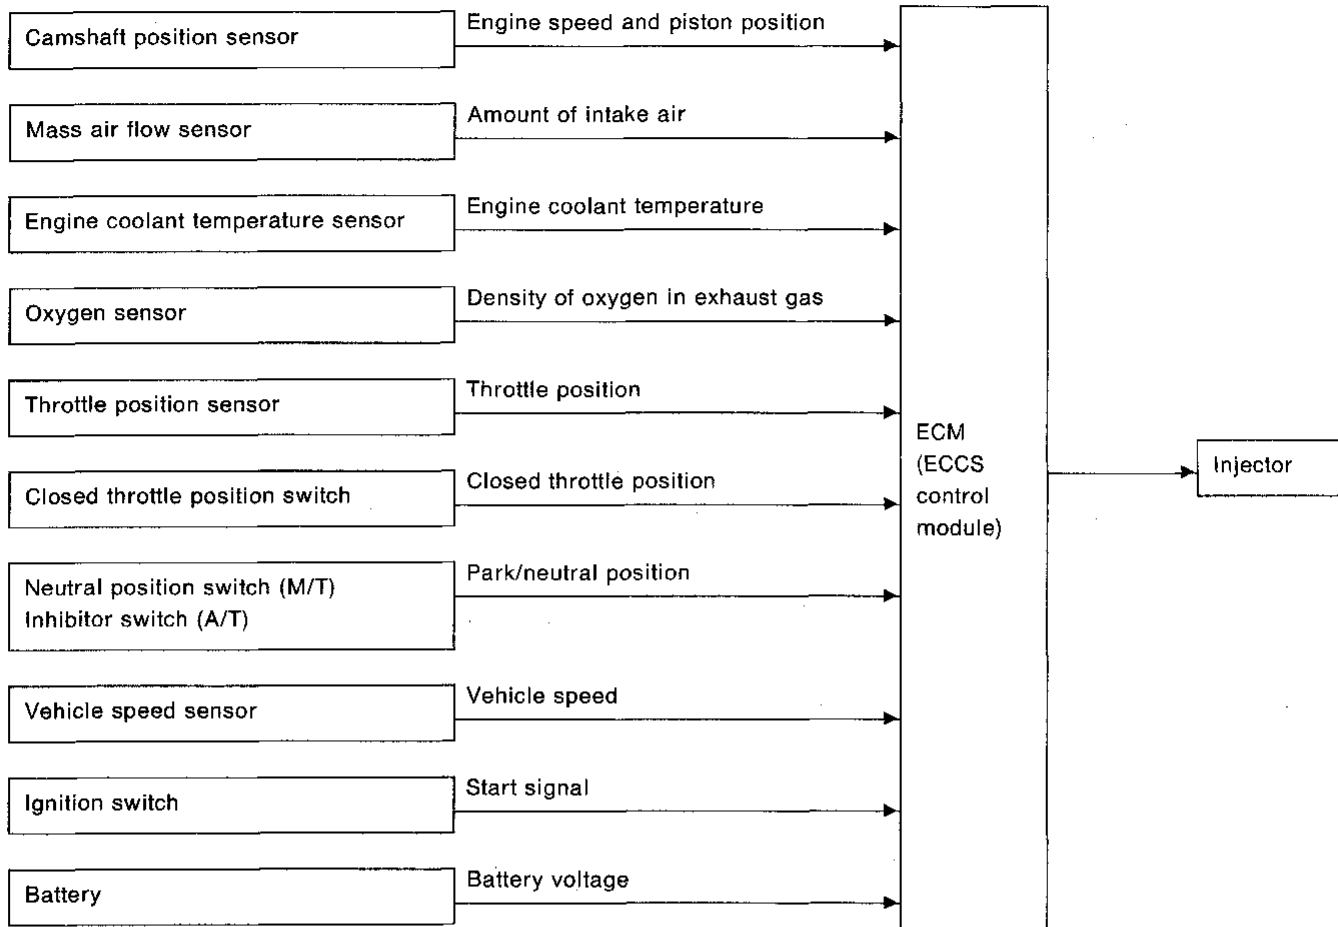 Camshaft position sensor
Engine speed and piston position
Mass air flow sensor
Amount of intake air
Engine coolant temperature sensor
Engine coolant temperature
Oxygen sensor
Density of oxygen in exhaust gas
Throttle position sensor
Throttle position
Closed throttle position switch
Closed throttle position
Neutral position switch (M/T)
Inhibitor switch (A/T)
Park/neutral position
Vehicle speed sensor
Vehicle speed
Ignition switch
Start signal
Battery
Battery voltage
ECM
(ECCS
control
module)
Injector